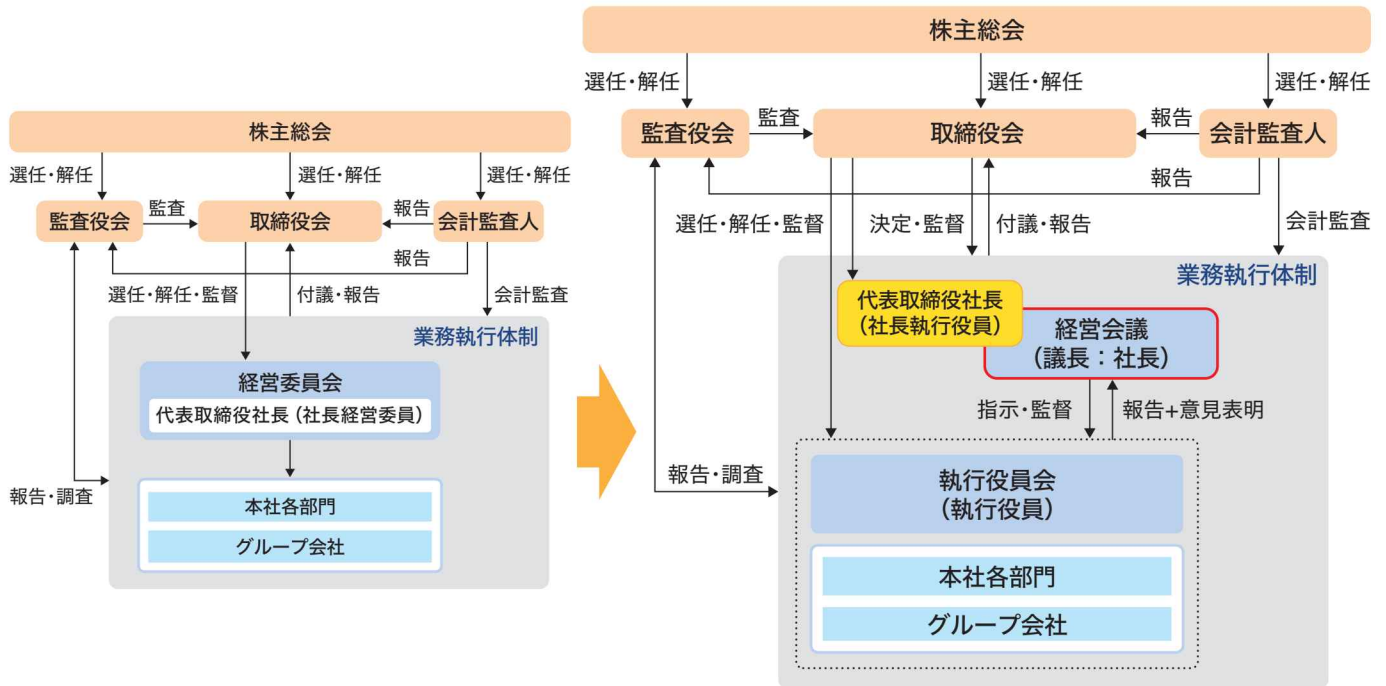 株主総会
選任・解任
選任・解任
選任・解任
監査役会
監査
取締役会
報告
会計監査人
報告
選任・解任・監督
付議・報告
会計監査
業務執行体制
経営委員会
代表取締役社長（社長経営委員）
報告・調査
本社各部門
グループ会社
株主総会
選任・解任
選任・解任
選任・解任
監査役会
監査
取締役会
報告
会計監査人
報告
選任・解任・監督
決定・監督
付議・報告
会計監査
業務執行体制
代表取締役社長
（社長執行役員）
経営会議
（議長：社長）
指示・監督
報告+意見表明
報告・調査
執行役員会
（執行役員）
本社各部門
グループ会社